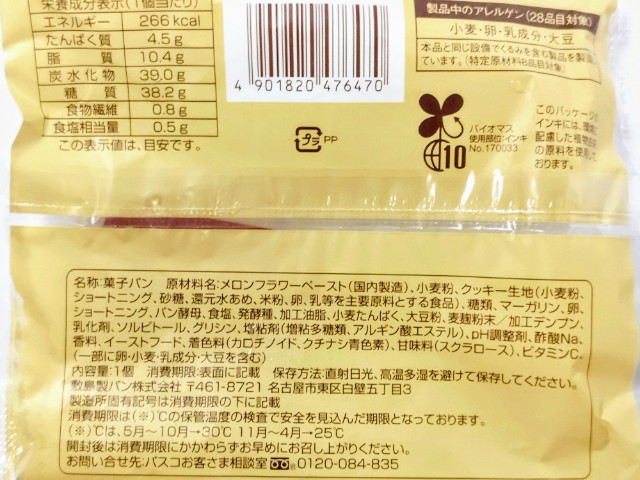 栄養成分表示(1個当たり)
エネルギー 266kcal
たんぱく質 4.5g
脂質 10.4g
炭水化物 39.0g
糖質 38.2g
食物繊維 0.8g
食塩相当量 0.5g
この表示値は、目安です。
4 901820 476470
プラ PP
製品中のアレルゲン(28品目対象)
小麦・卵・乳成分・大豆
本品と同じ設備でくるみを含む製品を製造
ています。(特定原材料8品目対象)
10
バイオマス
使用部位:インキ
No.170033
このパッケージの
インキには、環境に
配慮した植物
の原料を使用して
おります。
名称:菓子パン 原材料名:メロンフラワーペースト(国内製造)、小麦粉、クッキー生地(小麦粉、
ショートニング、砂糖、還元水あめ、米粉、卵、乳等を主要原料とする食品)、糖類、マーガリン、卵、
ショートニング、パン酵母、食塩、発酵種、加工油脂、小麦たんぱく、大豆粉、麦麹粉末/加工デンプン、
乳化剤、ソルビトール、グリシン、増粘剤(増粘多糖類、アルギン酸エステル)、pH調整剤、酢酸Na、
香料、イーストフード、着色料(カロチノイド、クチナシ青色素)、甘味料(スクラロース)、ビタミンC、
(一部に卵・小麦・乳成分・大豆を含む)
内容量:1個 消費期限:表面に記載 保存方法:直射日光、高温多湿を避けて保存してください。
敷島製パン株式会社 〒461-8721 名古屋市東区白壁五丁目3
製造所固有記号は消費期限の下に記載
消費期限は(※)℃の保管温度の検査で安全を見込んだ期限となっております。
(※)℃は、5月〜10月→30℃ 11月〜4月→25℃
開封後は消費期限にかかわらずお早めにお召し上がりください。
お問い合せ先:パスコお客さま相談室 0120-084-835